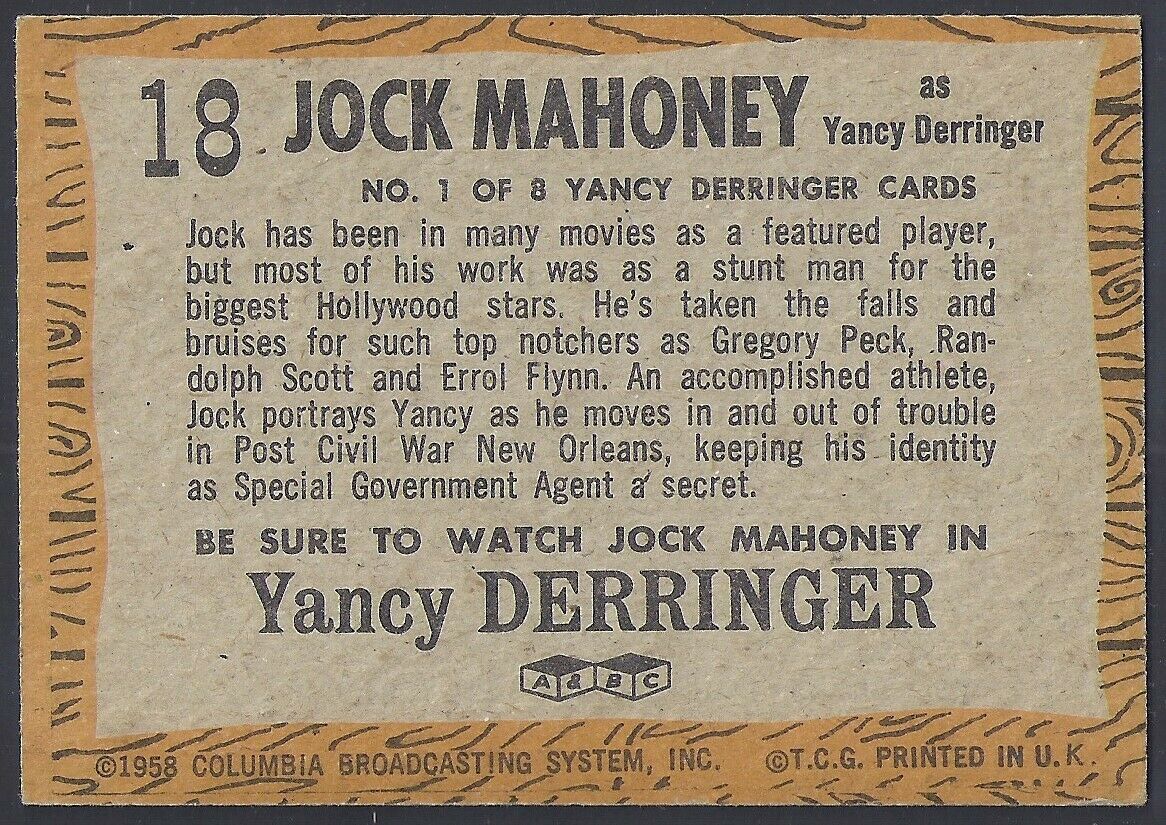 18 JOCK MAHONEY as
Yancy Derringer
NO. 1 OF 8 YANCY DERRINGER CARDS
Jock has been in many movies as a featured player,
but most of his work was as a stunt man for the
biggest Hollywood stars. He's taken the falls and
bruises for such top notchers as Gregory Peck, Ran-
dolph Scott and Errol Flynn. An accomplished athlete,
Jock portrays Yancy as he moves in and out of trouble
in Post Civil War New Orleans, keeping his identity
as Special Government Agent a secret.
BE SURE TO WATCH JOCK MAHONEY IN
Yancy DERRINGER
A & B C
©1958 COLUMBIA BROADCASTING SYSTEM, INC. ©T.C.G. PRINTED IN U.K.